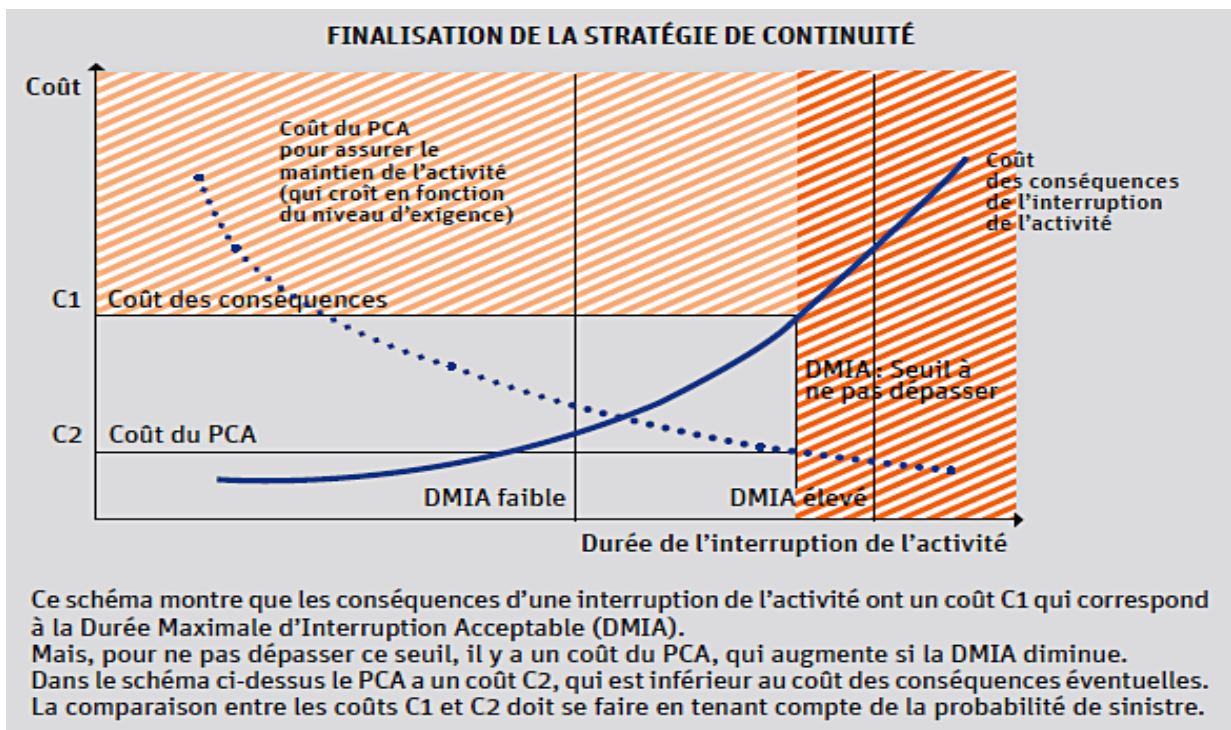 FINALISATION DE LA STRATÉGIE DE CONTINUITÉ
Coût
Coût du PCA
pour assurer le
maintien de l'activité
(qui croît en fonction
du niveau d'exigence)
Coût
des conséquences
de l'interruption
de l'activité
C1
Coût des conséquences
DMIA : Seuil à
ne pas dépasser
C2
Coût du PCA
DMIA faible
DMIA élevé
Durée de l'interruption de l'activité
Ce schéma montre que les conséquences d'une interruption de l'activité ont un coût C1 qui correspond
à la Durée Maximale d'Interruption Acceptable (DMIA).
Mais, pour ne pas dépasser ce seuil, il y a un coût du PCA, qui augmente si la DMIA diminue.
Dans le schéma ci-dessus le PCA a un coût C2, qui est inférieur au coût des conséquences éventuelles.
La comparaison entre les coûts C1 et C2 doit se faire en tenant compte de la probabilité de sinistre.